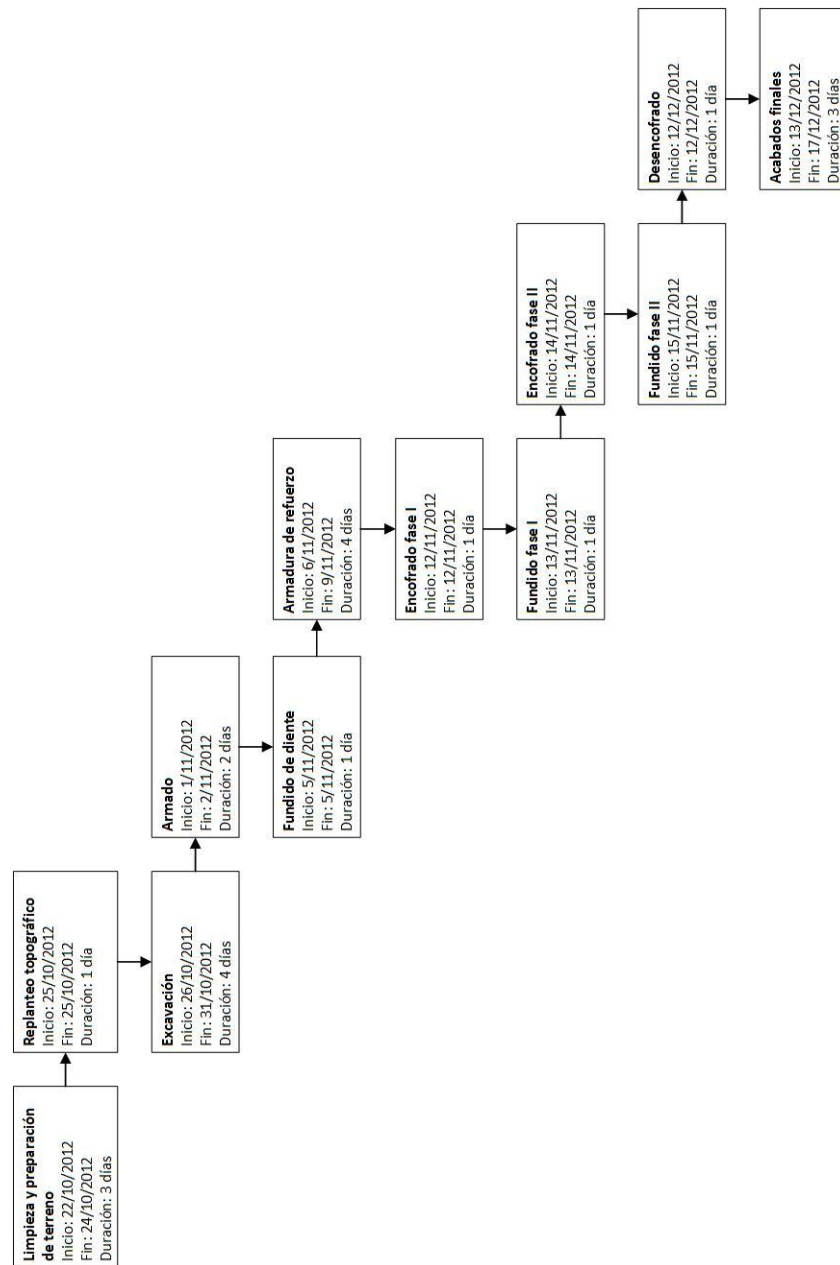 Limpieza y preparación
de terreno
Inicio: 22/10/2012
Fin: 24/10/2012
Duración: 3 días
Replanteo topográfico
Inicio: 25/10/2012
Fin: 25/10/2012
Duración: 1 día
Excavación
Inicio: 26/10/2012
Fin: 31/10/2012
Duración: 4 días
Armado
Inicio: 1/11/2012
Fin: 2/11/2012
Duración: 2 días
Fundido de diente
Inicio: 5/11/2012
Fin: 5/11/2012
Duración: 1 día
Armadura de refuerzo
Inicio: 6/11/2012
Fin: 9/11/2012
Duración: 4 días
Encofrado fase I
Inicio: 12/11/2012
Fin: 12/11/2012
Duración: 1 día
Fundido fase I
Inicio: 13/11/2012
Fin: 13/11/2012
Duración: 1 día
Encofrado fase II
Inicio: 14/11/2012
Fin: 14/11/2012
Duración: 1 día
Fundido fase II
Inicio: 15/11/2012
Fin: 15/11/2012
Duración: 1 día
Desencofrado
Inicio: 12/12/2012
Fin: 12/12/2012
Duración: 1 día
Acabados finales
Inicio: 13/12/2012
Fin: 17/12/2012
Duración: 3 días